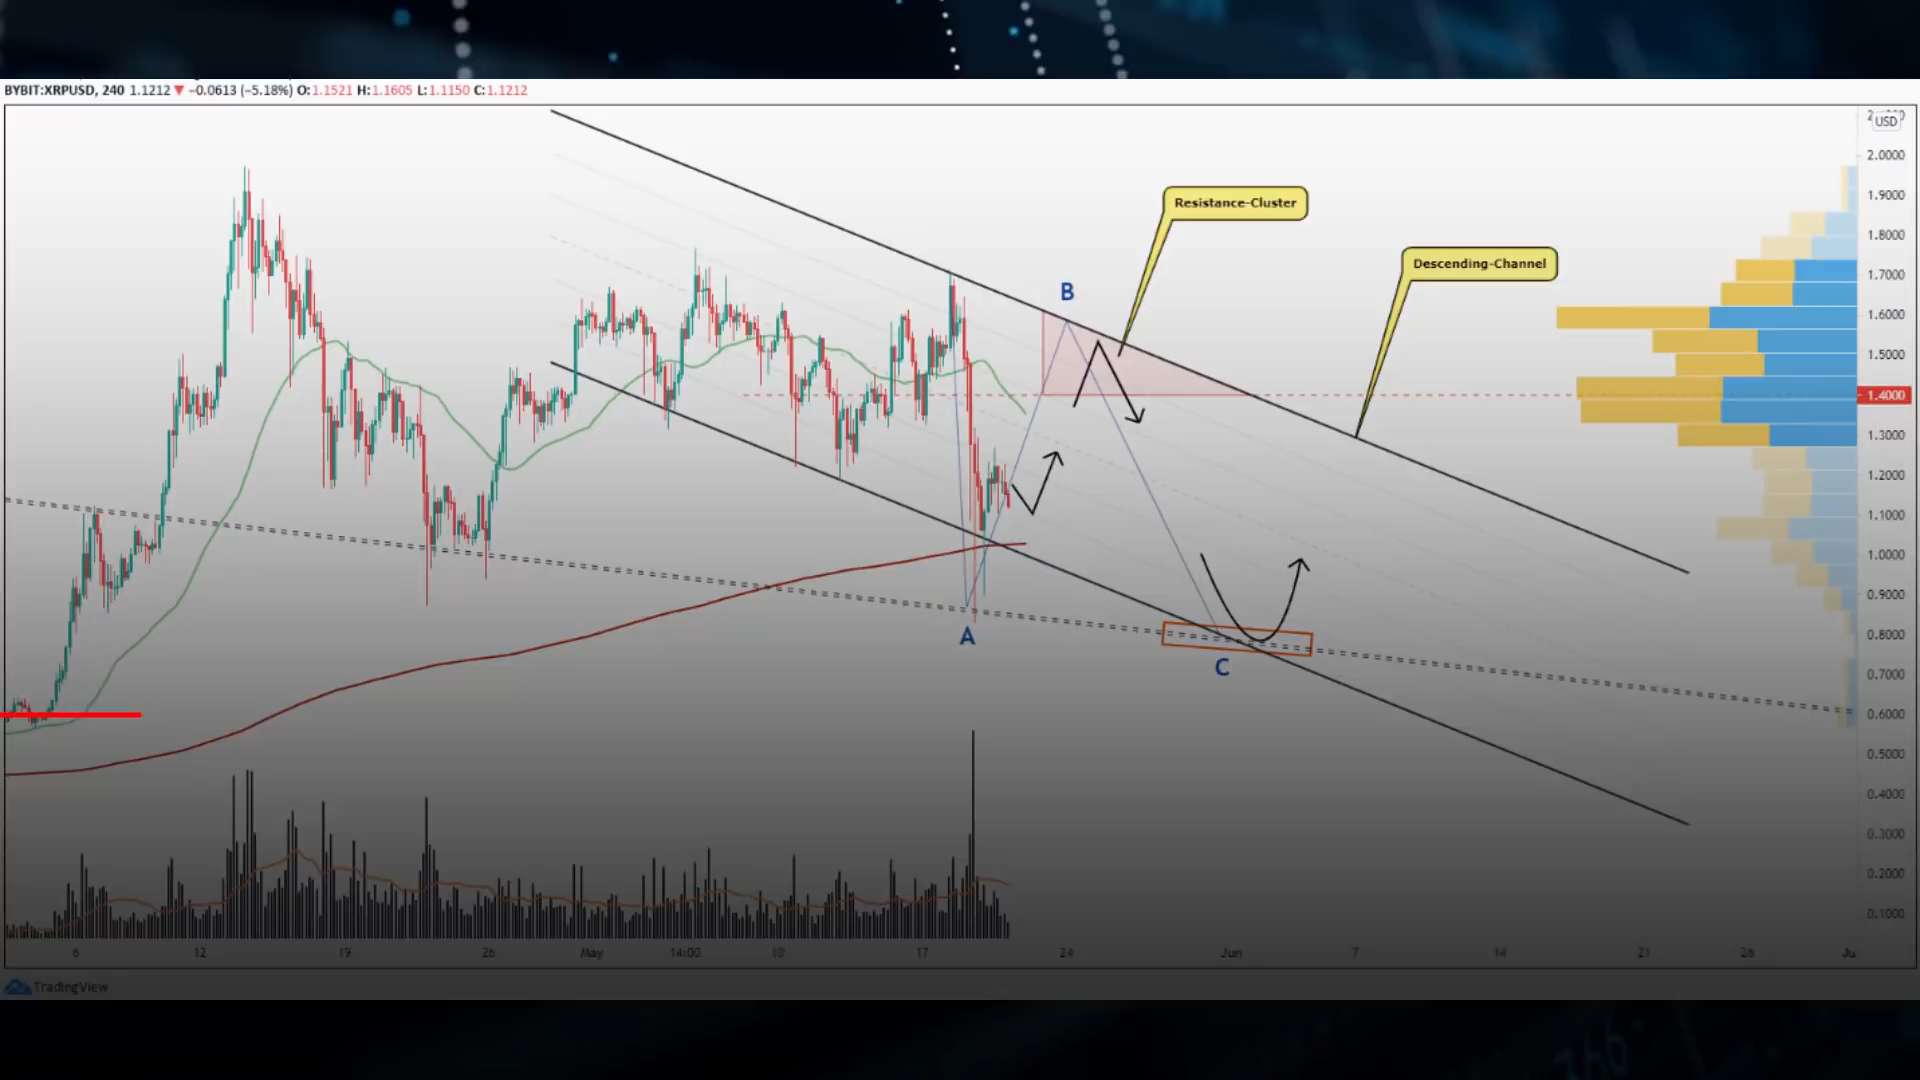 BYBIT:XRPUSD, 240 1.1212 ▼ −0.0613 (−5.18%) O:1.1521 H:1.1605 L:1.1150 C:1.1212
USD
2.0000
1.9000
Resistance-Cluster
1.8000
Descending-Channel
1.7000
B
1.6000
1.5000
1.4000
1.3000
1.2000
1.1000
1.0000
0.9000
A
0.8000
C
0.7000
0.6000
0.5000
0.4000
0.3000
0.2000
0.1000
6 12 19 26 May 14:00 10 17 24 Jun 7 14 21 26 Ju
TradingView